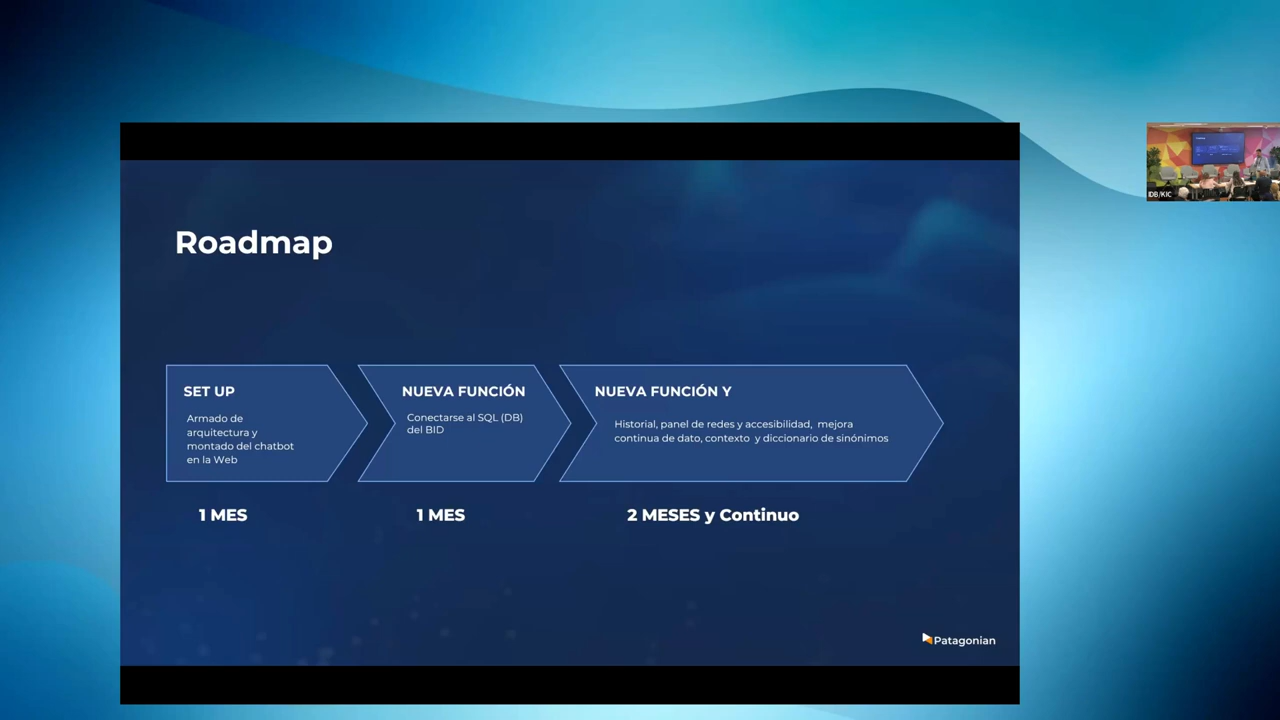 Roadmap
SET UP
Armado de
arquitectura y
montado del chatbot
en la Web
1 MES
NUEVA FUNCIÓN
Conectarse al SQL (DB)
del BID
1 MES
NUEVA FUNCIÓN Y
Historial, panel de redes y accesibilidad, mejora
continua de dato, contexto y diccionario de sinónimos
2 MESES y Continuo
Patagonian
IDB/KIC